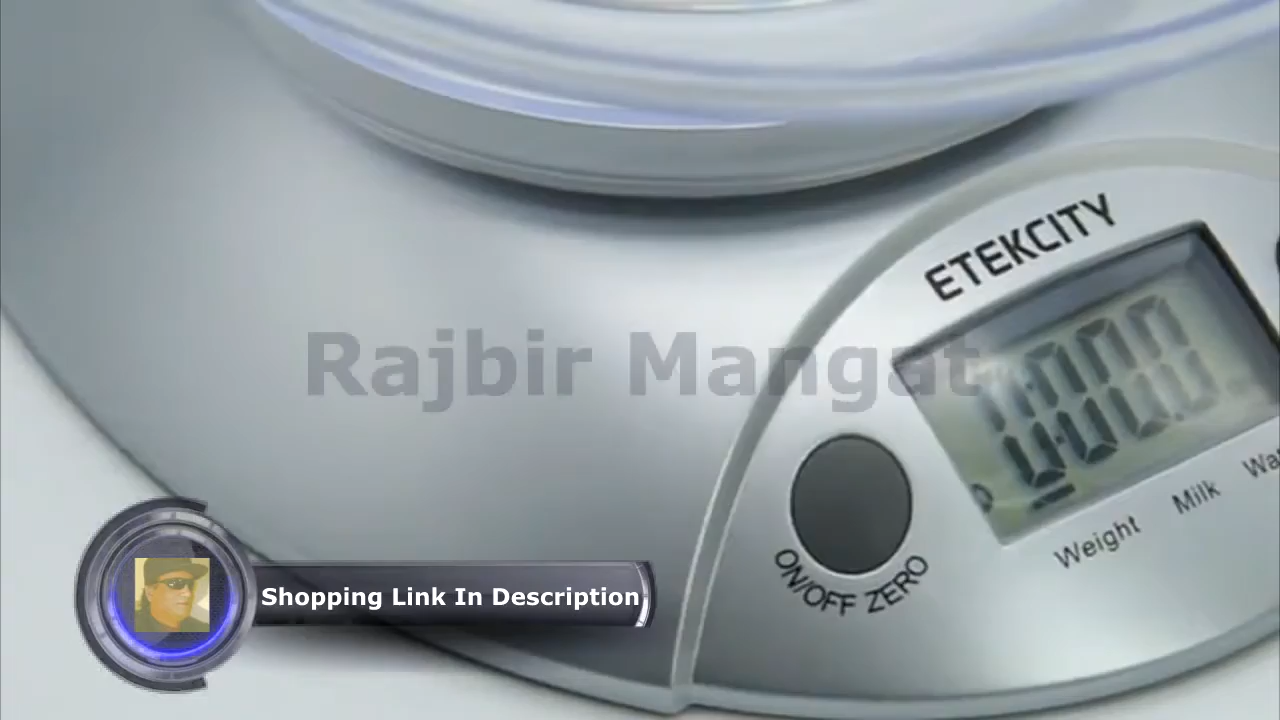 ETEKCITY
Rajbir Mangat
Weight
Milk
ON/OFF ZERO
Shopping Link In Description